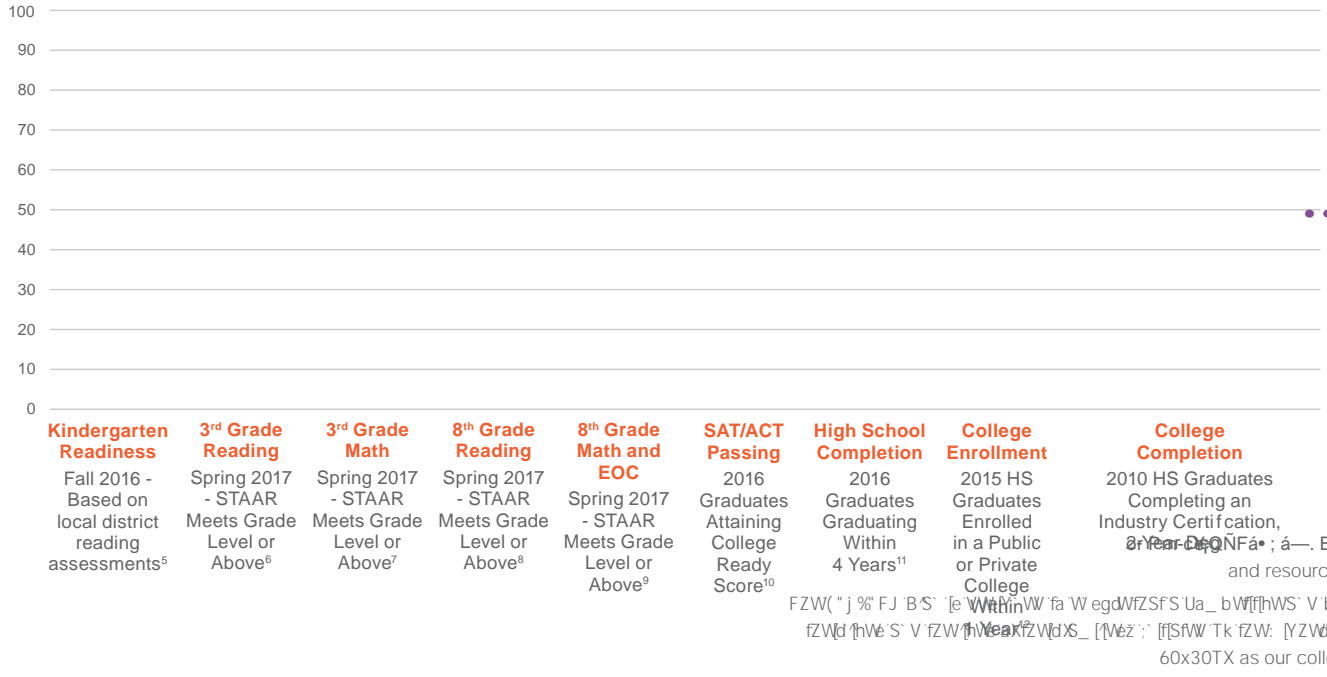 100
90
80
70
60
50
40
30
20
10
0
Kindergarten
Readiness
Fall 2016 -
Based on
local district
reading
assessments⁵
3ʳᵈ Grade
Reading
Spring 2017
- STAAR
Meets Grade
Level or
Above⁶
3ʳᵈ Grade
Math
Spring 2017
- STAAR
Meets Grade
Level or
Above⁷
8ᵗʰ Grade
Reading
Spring 2017
- STAAR
Meets Grade
Level or
Above⁸
8ᵗʰ Grade
Math and
EOC
Spring 2017
- STAAR
Meets Grade
Level or
Above⁹
SAT/ACT
Passing
2016
Graduates
Attaining
College
Ready
Score¹⁰
High School
Completion
2016
Graduates
Graduating
Within
4 Years¹¹
College
Enrollment
2015 HS
Graduates
Enrolled
in a Public
or Private
College
Within
1 Year¹²
College
Completion
2010 HS Graduates
Completing an
Industry Certification,
and resourc
60x30TX as our coll